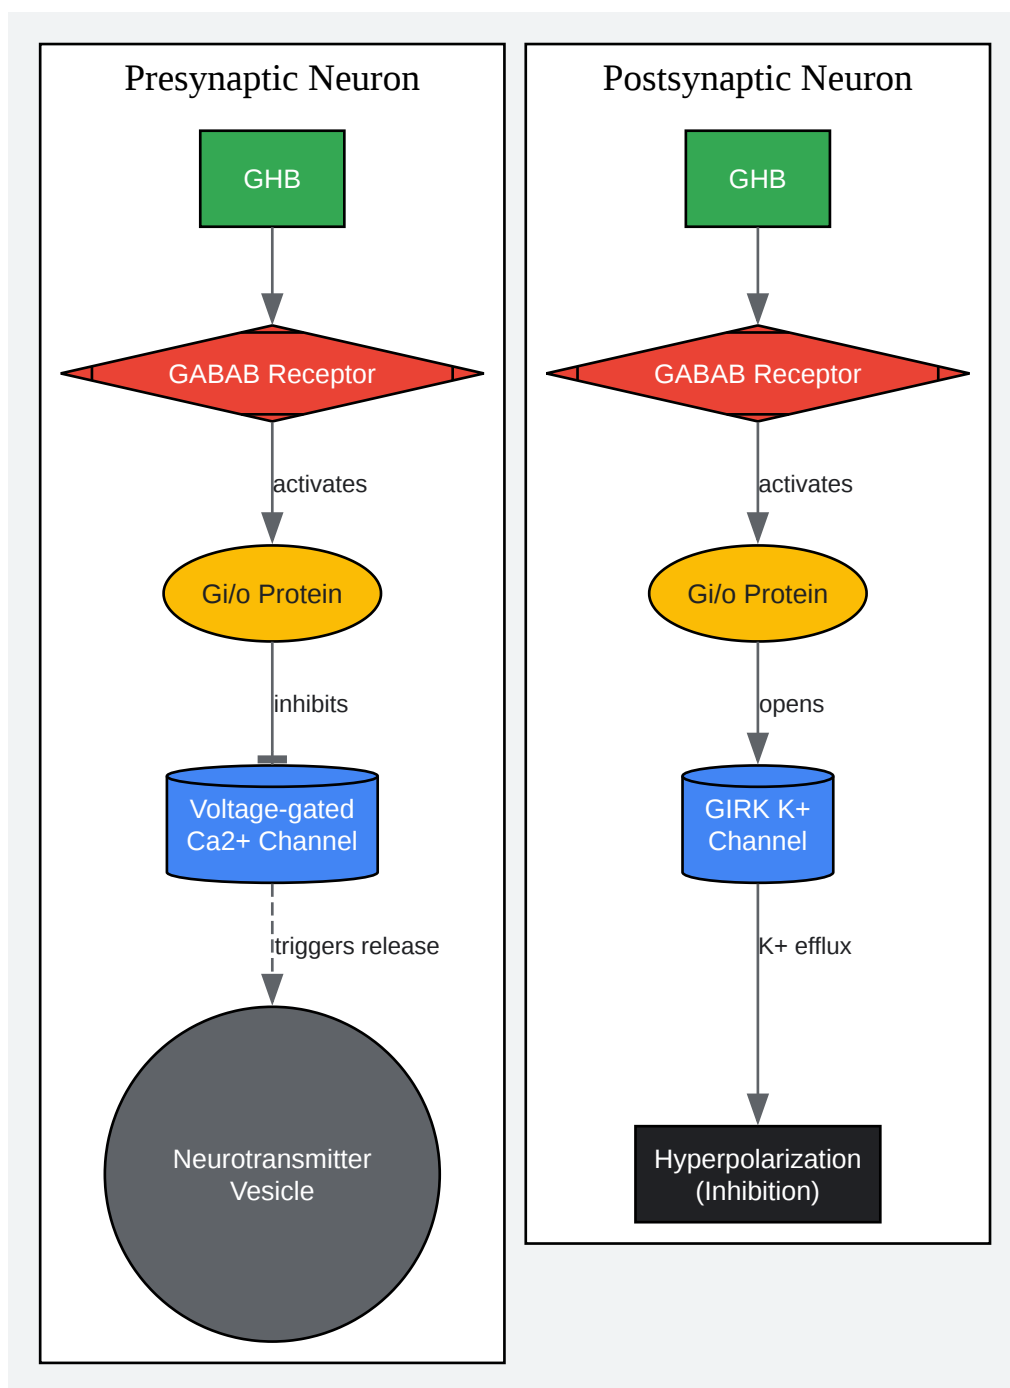 Presynaptic Neuron
GHB
GABAB Receptor
activates
Gi/o Protein
inhibits
Voltage-gated
Ca2+ Channel
triggers release
Neurotransmitter
Vesicle
Postsynaptic Neuron
GHB
GABAB Receptor
activates
Gi/o Protein
opens
GIRK K+
Channel
K+ efflux
Hyperpolarization
(Inhibition)